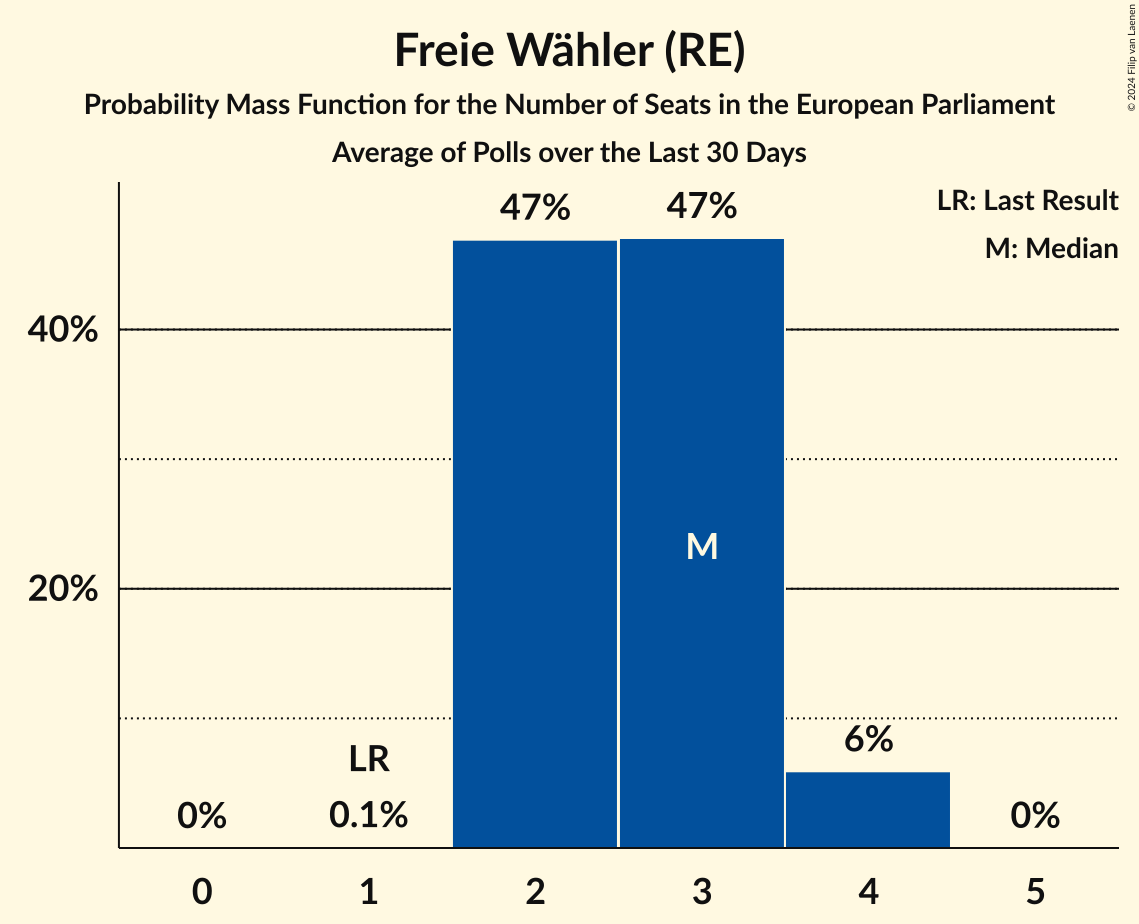 Freie Wähler (RE)
Probability Mass Function for the Number of Seats in the European Parliament
Average of Polls over the Last 30 Days
© 2024 Filip van Laenen
LR: Last Result
M: Median
47%
47%
40%
M
20%
6%
LR
0%
0.1%
0%
0
1
2
3
4
5